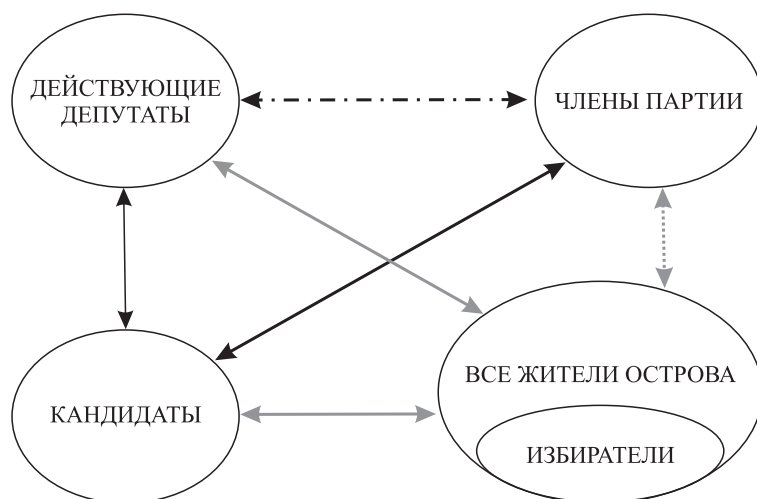 ДЕЙСТВУЮЩИЕ
ДЕПУТАТЫ
ЧЛЕНЫ ПАРТИИ
КАНДИДАТЫ
ВСЕ ЖИТЕЛИ ОСТРОВА
ИЗБИРАТЕЛИ